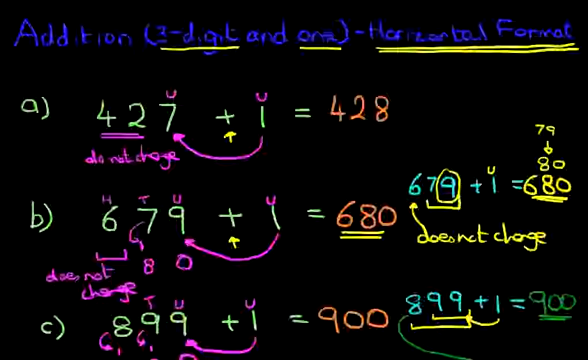 Addition (3-digit and one) - Horizontal Format
U U
a) 427 + 1 = 428
do not change
79
80
U
679 + 1 = 680
does not change
H T U U
b) 679 + 1 = 680
8 0
does not
change
T U U
c) 899 + 1 = 900
899 + 1 = 900